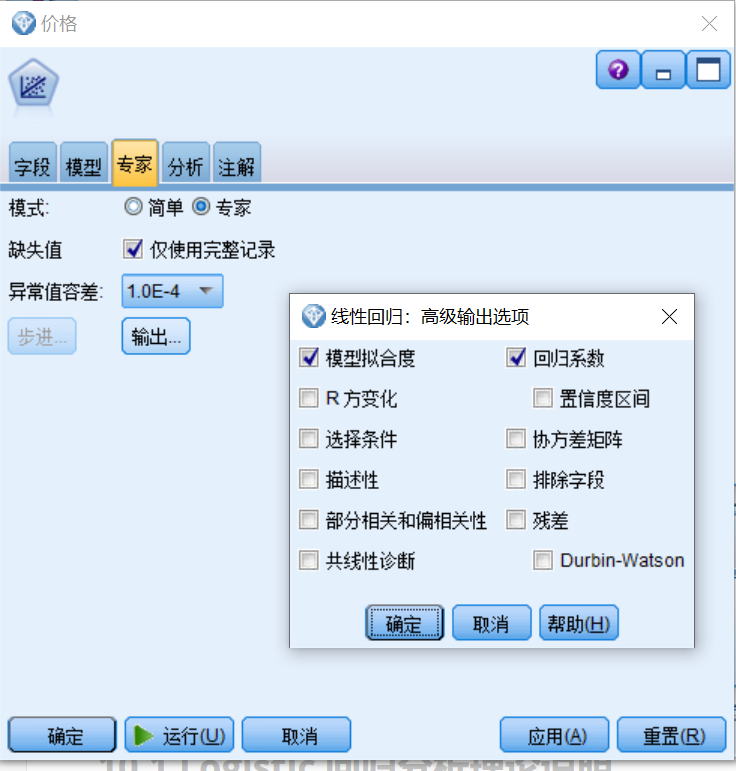 价格
字段 模型 专家 分析 注解
模式: 简单 专家
缺失值 仅使用完整记录
异常值容差: 1.0E-4
步进... 输出...
线性回归：高级输出选项
模型拟合度 回归系数
R 方变化 置信度区间
选择条件 协方差矩阵
描述性 排除字段
部分相关和偏相关性 残差
共线性诊断 Durbin-Watson
确定 取消 帮助(H)
确定 运行(U) 取消 应用(A) 重置(R)